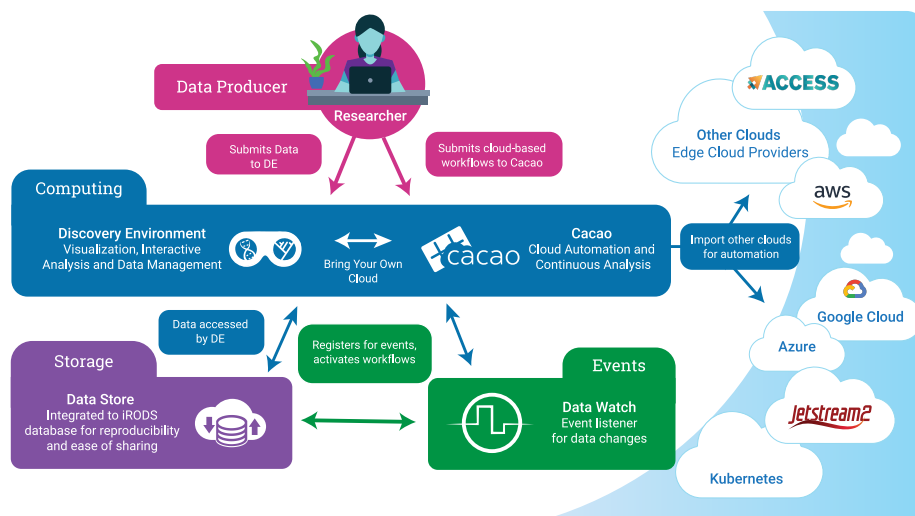 Data Producer
Researcher
Submits Data
to DE
Submits cloud-based
workflows to Cacao
ACCESS
Other Clouds
Edge Cloud Providers
aws
Computing
Discovery Environment
Visualization, Interactive
Analysis and Data Management
Bring Your Own
Cloud
cacao
Cacao
Cloud Automation and
Continuous Analysis
Import other clouds
for automation
Google Cloud
Azure
Data accessed
by DE
Registers for events,
activates workflows
Storage
Data Store
Integrated to iRODS
database for reproducibility
and ease of sharing
Events
Data Watch
Event listener
for data changes
Jetstream2
Kubernetes